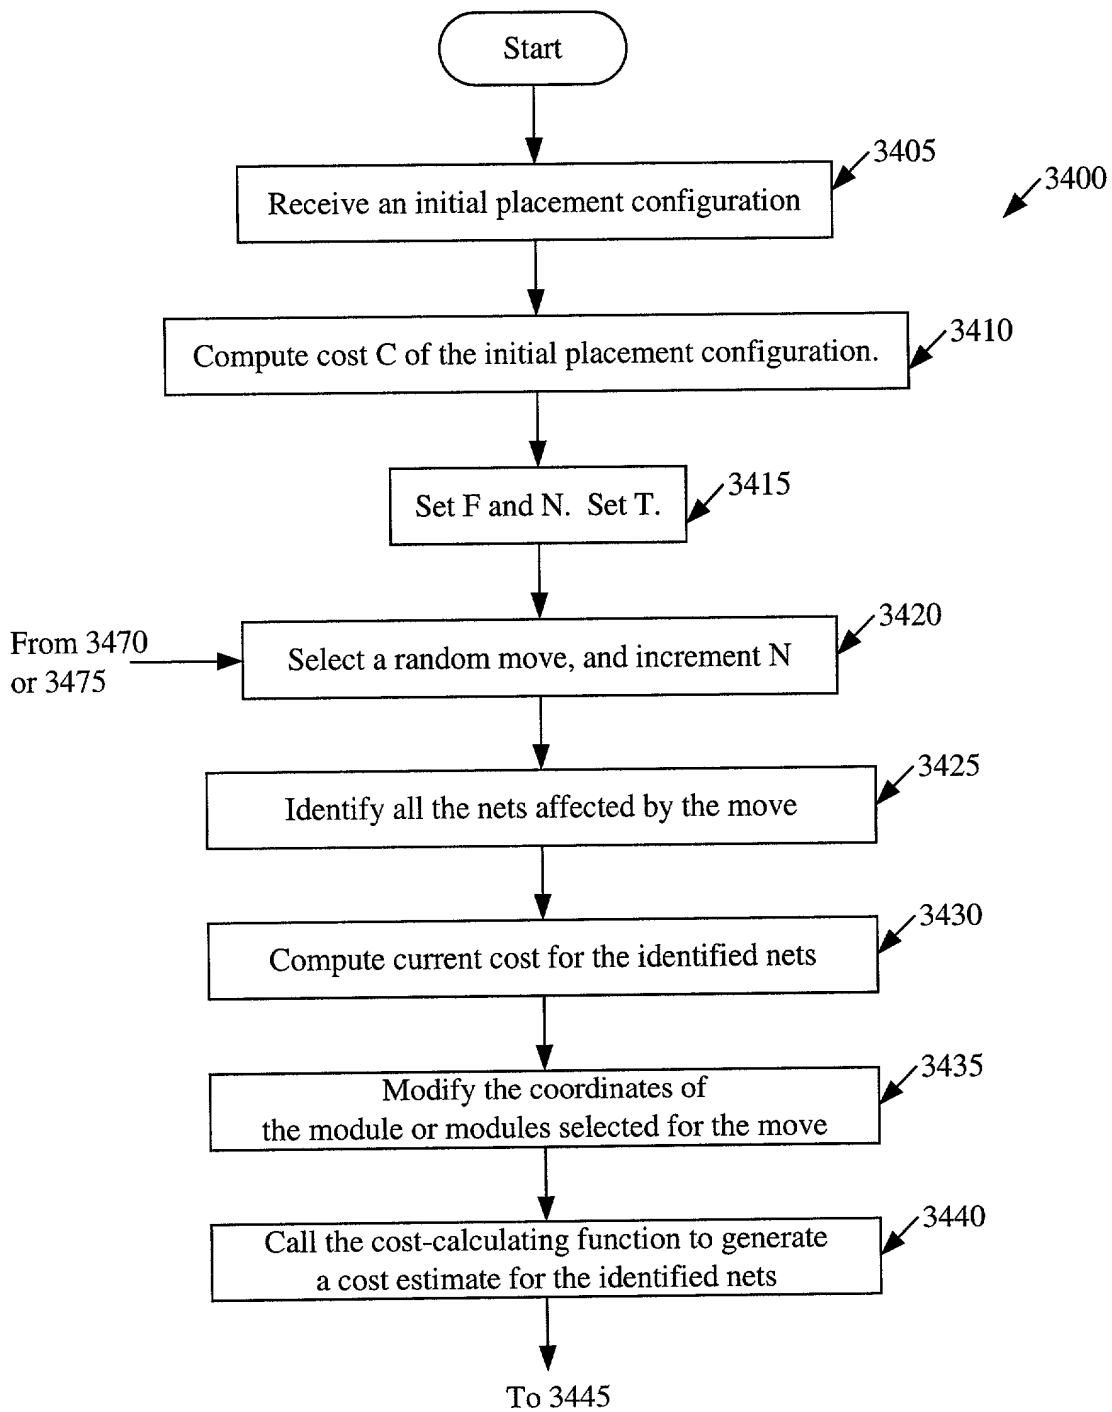 Start
3405
3400
Receive an initial placement configuration
3410
Compute cost C of the initial placement configuration.
3415
Set F and N. Set T.
3420
From 3470
or 3475
Select a random move, and increment N
3425
Identify all the nets affected by the move
3430
Compute current cost for the identified nets
3435
Modify the coordinates of
the module or modules selected for the move
3440
Call the cost-calculating function to generate
a cost estimate for the identified nets
To 3445